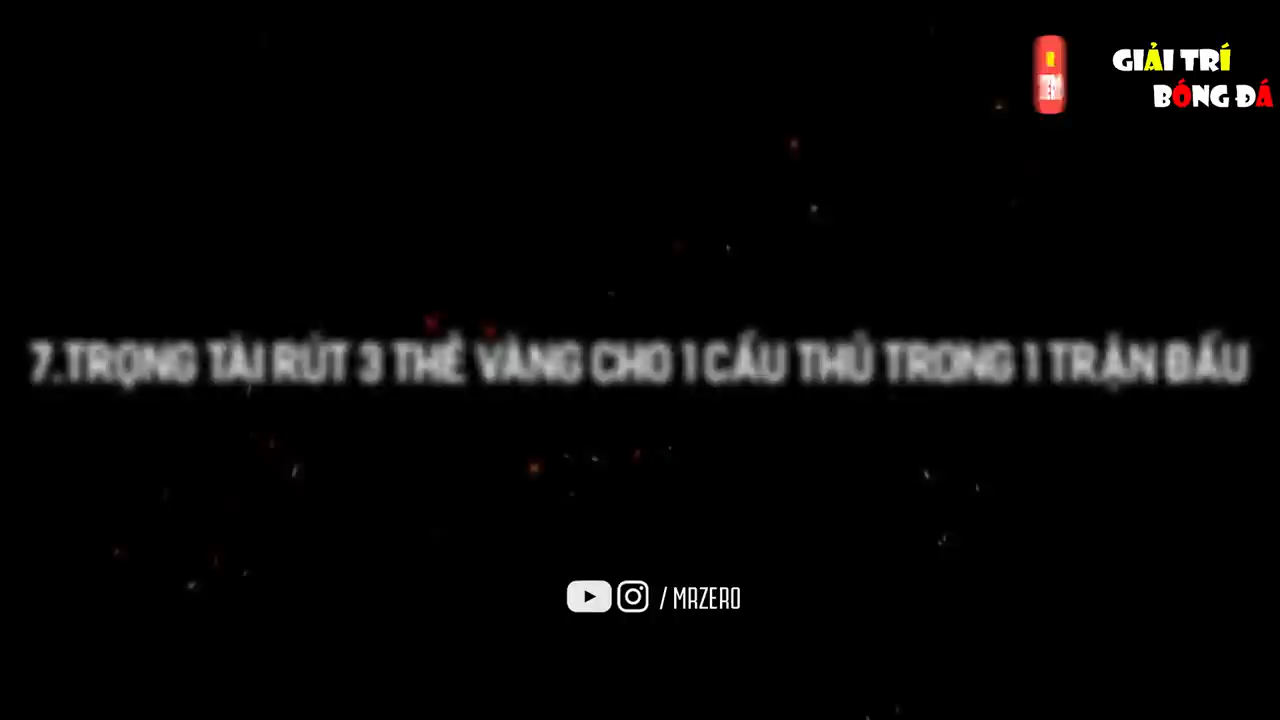 GIẢI TRÍ
BÓNG ĐÁ
7.TRỌNG TÀI RÚT 3 THẺ VÀNG CHO 1 CẦU THỦ TRONG 1 TRẬN ĐẤU
/ MRZERO